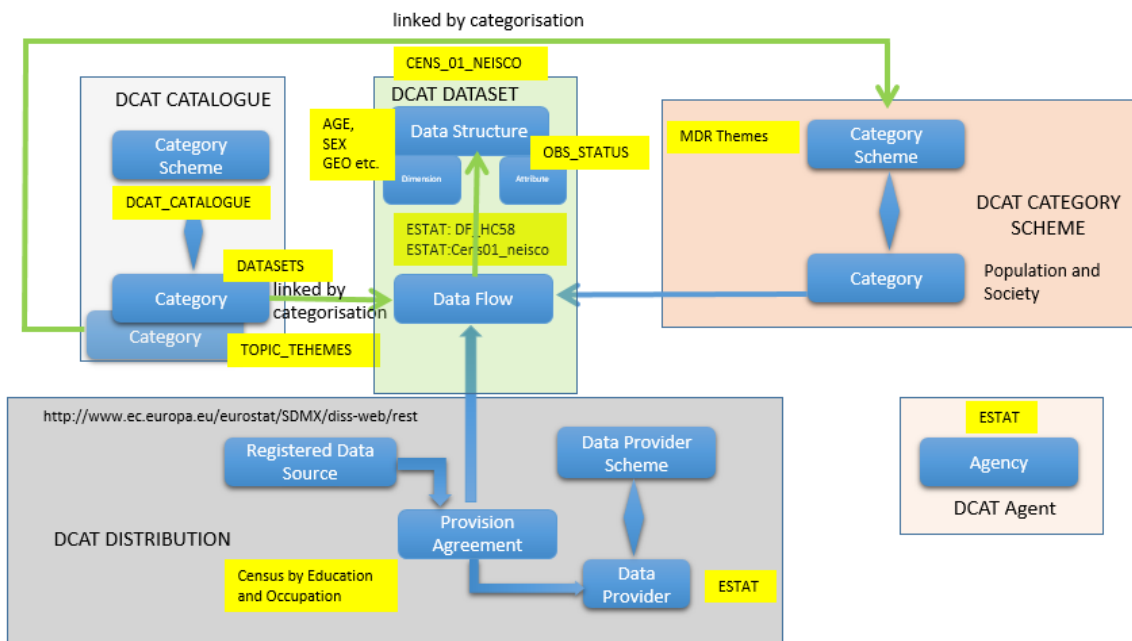 linked by categorisation
CENS_01_NEISCO
DCAT CATALOGUE
Category
Scheme
DCAT_CATALOGUE
DATASETS
Category
linked by
categorisation
Category
TOPIC_TEHEMES
DCAT DATASET
AGE,
SEX
GEO etc.
Data Structure
OBS_STATUS
Dimension
Attribute
ESTAT: DF_HC58
ESTAT:Cens01_neisco
Data Flow
MDR Themes
Category
Scheme
DCAT CATEGORY
SCHEME
Category
Population and
Society
http://www.ec.europa.eu/eurostat/SDMX/diss-web/rest
Registered Data
Source
Data Provider
Scheme
DCAT DISTRIBUTION
Provision
Agreement
Census by Education
and Occupation
Data
Provider
ESTAT
ESTAT
Agency
DCAT Agent